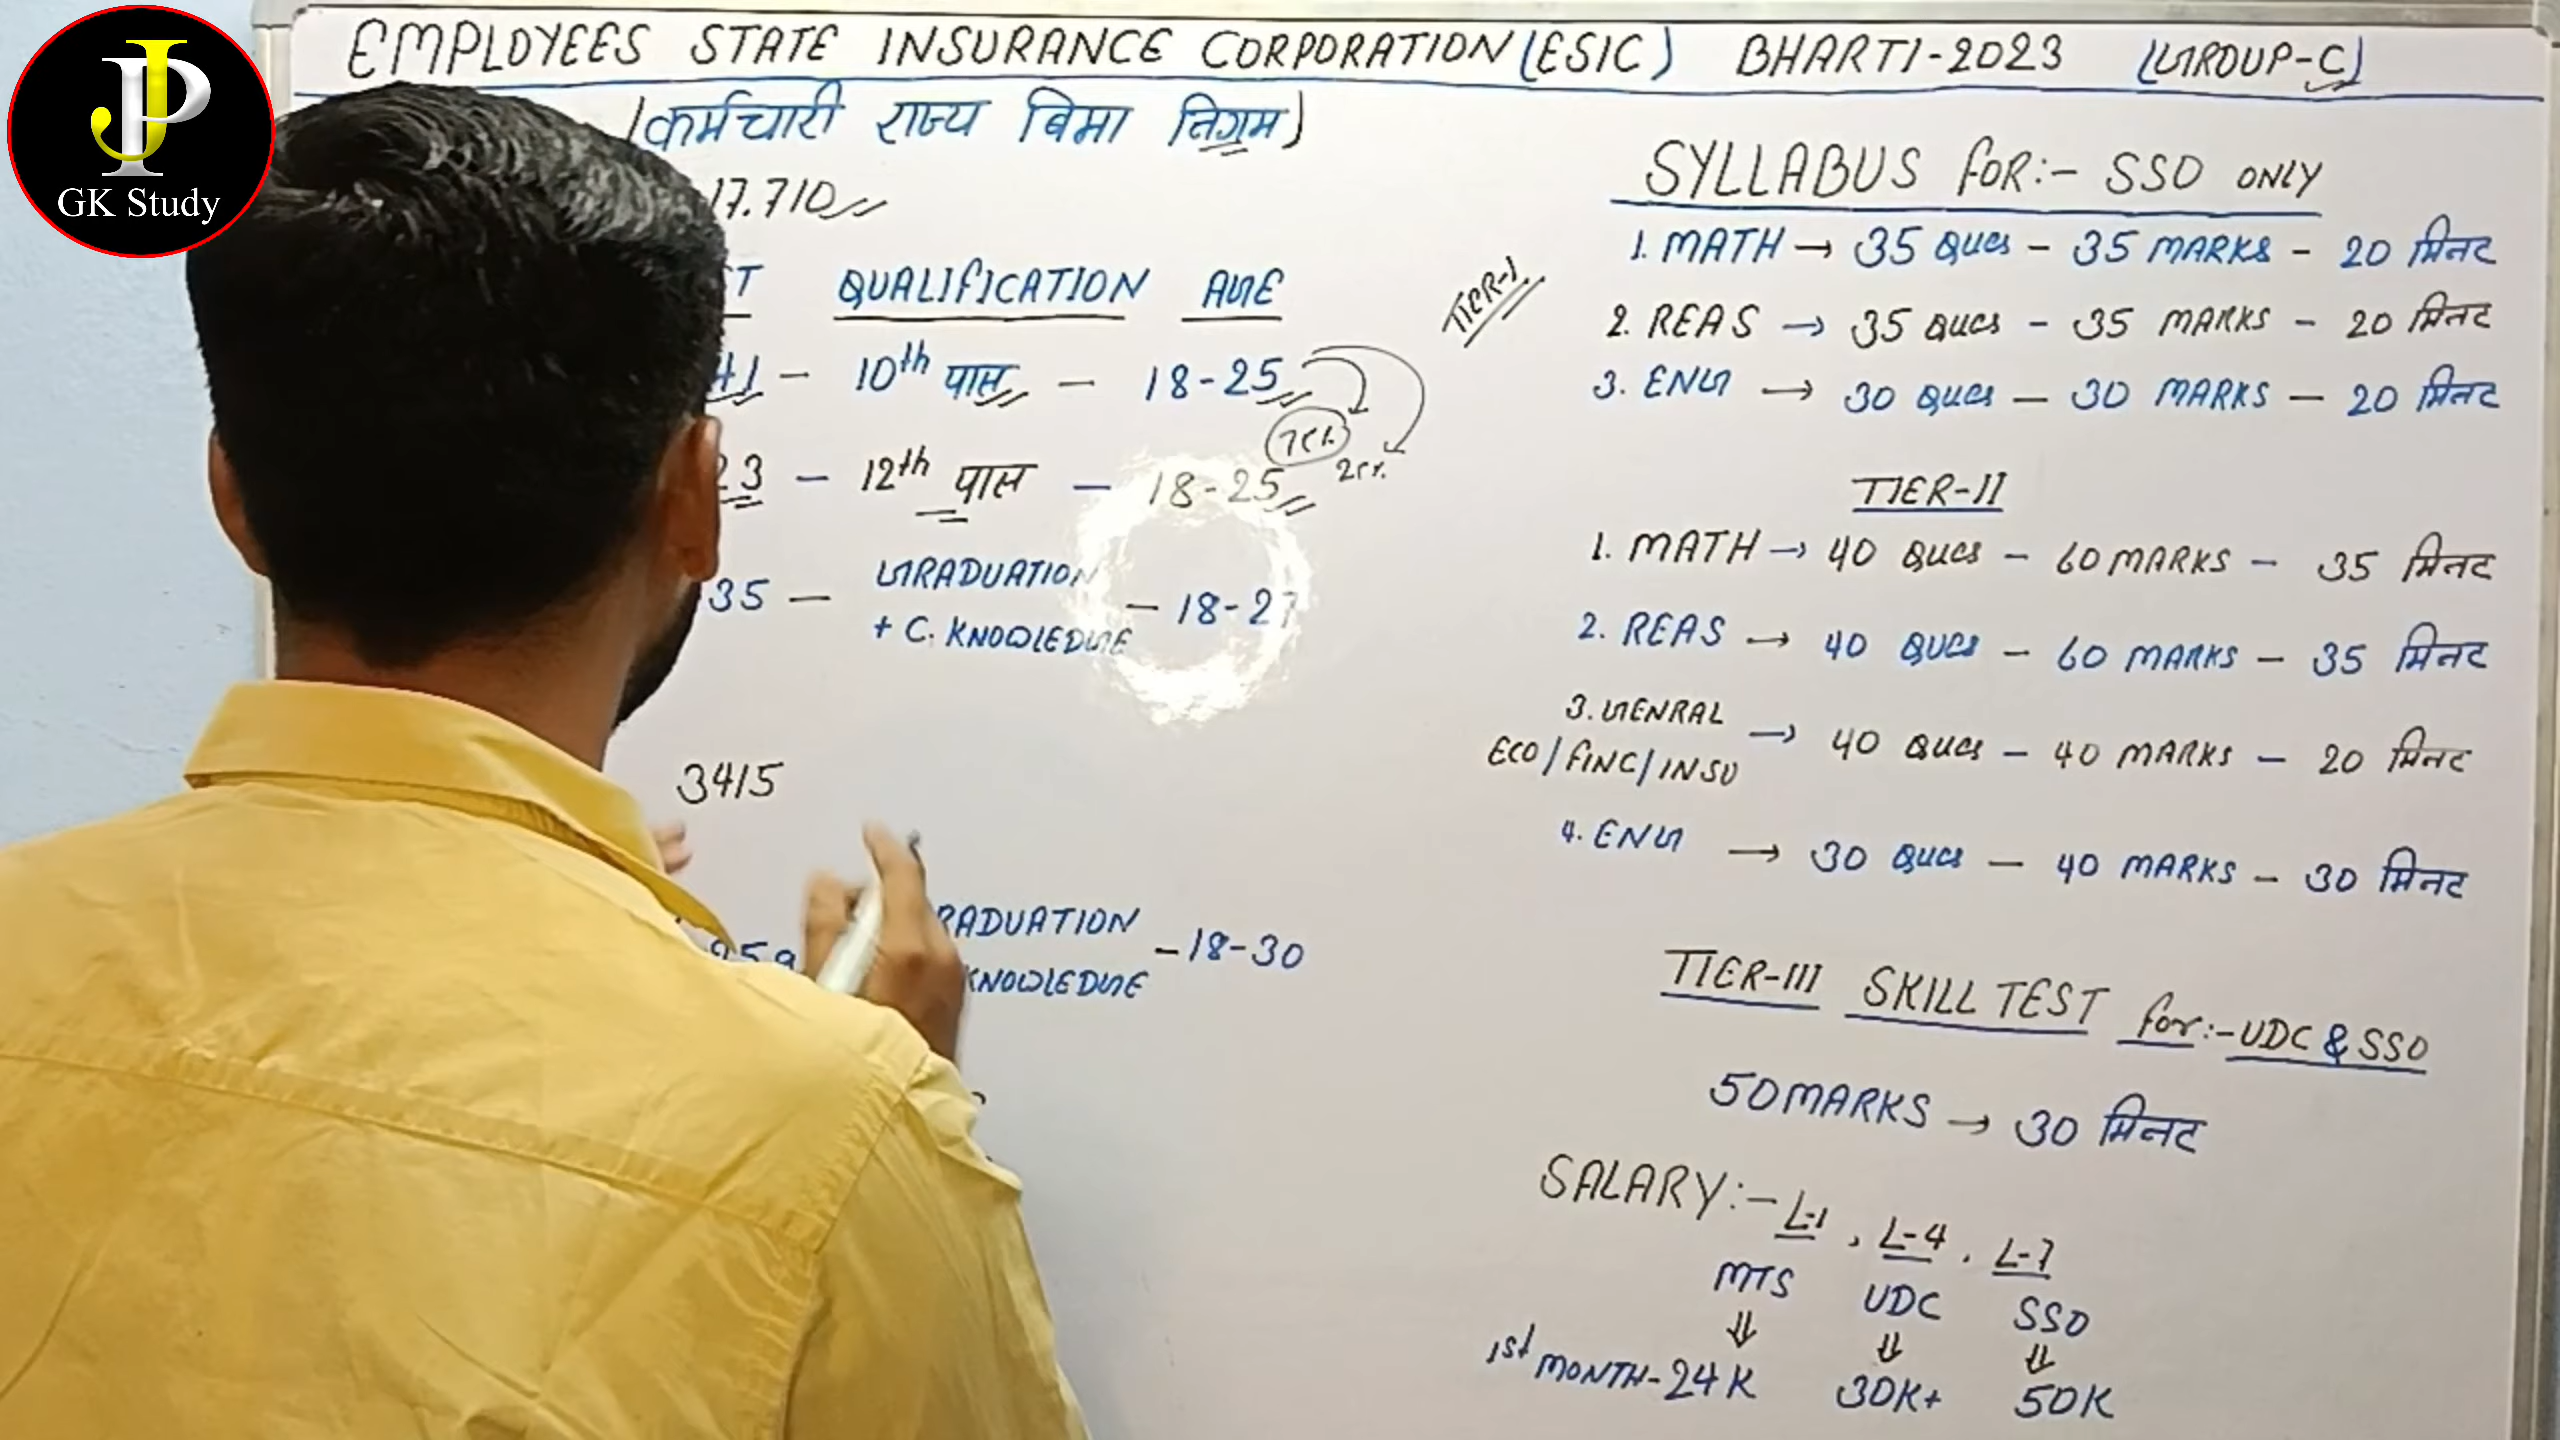 JP
GK Study
EMPLOYEES STATE INSURANCE CORPORATION (ESIC) BHARTI-2023 (GROUP-C)
(कर्मचारी राज्य बिमा निगम)
17.710
QUALIFICATION AGE
10th पास - 18-25
23 - 12th पास - 18-25
35 - GRADUATION + C. KNOWLEDGE - 18-27
3415
RADUATION
KNOWLEDGE - 18-30
SYLLABUS for:- SSO ONLY
TIER-I
1. MATH → 35 Ques - 35 MARKS - 20 मिनट
2. REAS → 35 Ques - 35 MARKS - 20 मिनट
3. ENG → 30 Ques - 30 MARKS - 20 मिनट
TIER-II
1. MATH → 40 Ques - 60 MARKS - 35 मिनट
2. REAS → 40 Ques - 60 MARKS - 35 मिनट
3. GENRAL
ECO/FINC/INSU → 40 Ques - 40 MARKS - 20 मिनट
4. ENG → 30 Ques - 40 MARKS - 30 मिनट
TIER-III SKILL TEST for:- UDC & SSO
50 MARKS → 30 मिनट
SALARY:- L-1, L-4, L-7
MTS UDC SSO
1st MONTH-24K 30K+ 50K